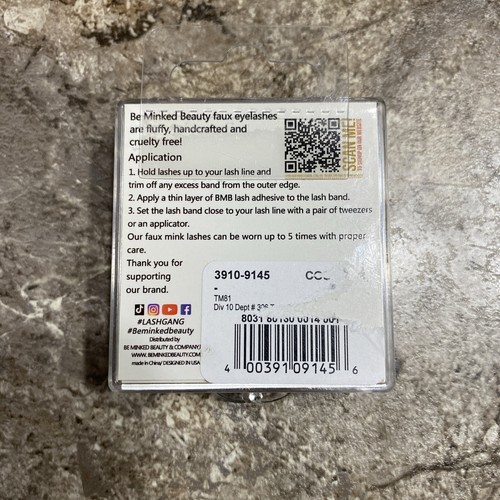 Be Minked Beauty faux eyelashes
are fluffy, handcrafted and
cruelty free!
SCAN ME!
Application
1. Hold lashes up to your lash line and
trim off any excess band from the outer edge.
2. Apply a thin layer of BMB lash adhesive to the lash band.
3. Set the lash band close to your lash line with a pair of tweezers
or an applicator.
Our faux mink lashes can be worn up to 5 times with proper
care.
Thank you for
supporting
our brand.
#LASHGANG
#Beminkedbeauty
Distributed by
BE MINKED BEAUTY & COMPANY
WWW.BEMINKEDBEAUTY.COM
made in China/ DESIGNED IN USA
3910-9145
-
TM81
Div 10 Dept #
4 00391 09145 6